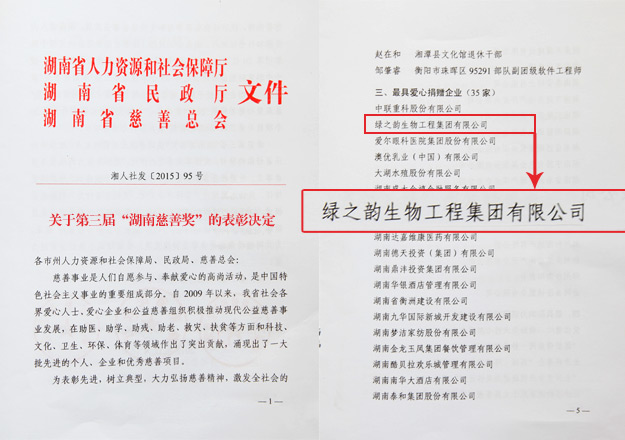 湖南省人力资源和社会保障厅
湖南省民政厅 文件
湖南省慈善总会
湘人社发〔2015〕95号
关于第三届“湖南慈善奖”的表彰决定
各市州人力资源和社会保障局、民政局、慈善总会：
慈善事业是人们自愿参与、奉献爱心的高尚活动，是中国特
色社会主义事业的重要组成部分。自2009年以来，我省社会各
界爱心人士、爱心企业和公益慈善组织积极推动现代公益慈善事
业发展，在助医、助学、助残、助老、救灾、扶贫等方面和科技、
文化、卫生、环保、体育等领域作出了突出贡献，涌现出了一大
批先进的个人、企业和优秀慈善项目。
为表彰先进，树立典型，大力弘扬慈善精神，激发全社会的
—1—
赵在和 湘潭县文化馆退休干部
邹肇睿 衡阳市珠晖区95291部队副团级软件工程师
三、最具爱心捐赠企业（35家）
中联重科股份有限公司
绿之韵生物工程集团有限公司
爱尔眼科医院集团股份有限公司
澳优乳业（中国）有限公司
大湖水殖股份有限公司
绿之韵生物工程集团有限公司
湖南达嘉维康医药有限公司
湖南德天投资（集团）有限公司
湖南鼎沣投资集团有限公司
湖南华银酒店管理有限公司
湖南省衡洲建设有限公司
湖南九华国际新城开发建设有限公司
湖南梦洁家纺股份有限公司
湖南金龙玉凤集团餐饮管理有限公司
湖南酷贝拉欢乐城管理有限公司
湖南南华大酒店有限公司
湖南泰和集团股份有限公司
—5—